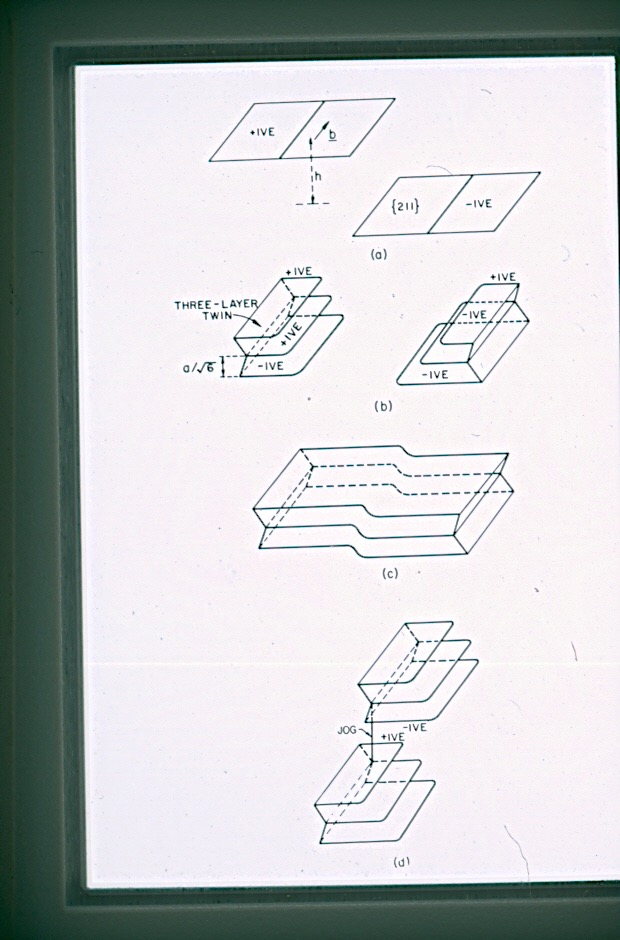 +IVE
b
h
{211} -IVE
(a)
+IVE
THREE-LAYER
TWIN
+IVE
a/√6
-IVE
+IVE
-IVE
-IVE
(b)
(c)
JOG
-IVE
+IVE
(d)